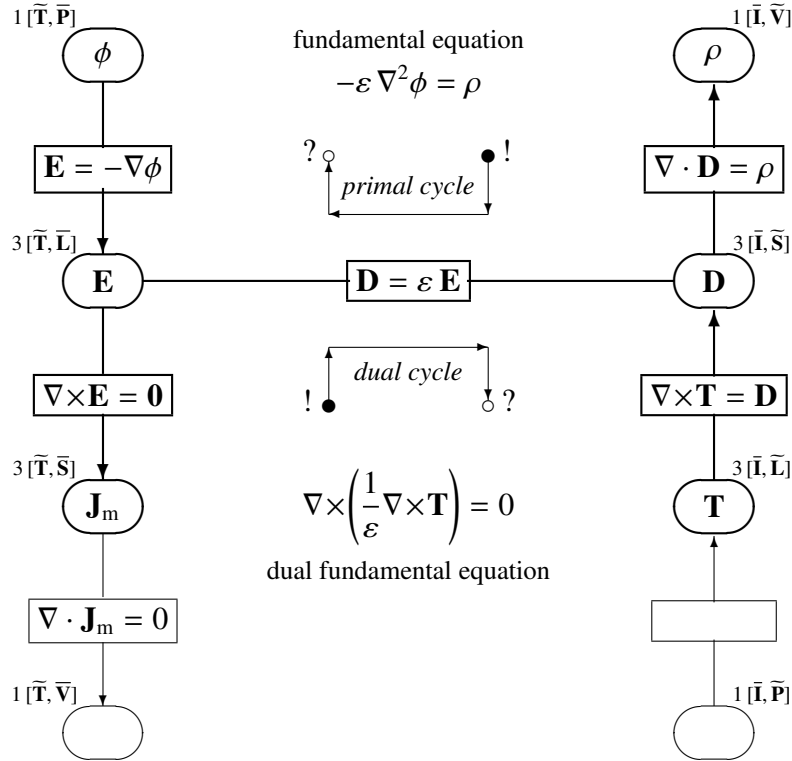 1 [T̃, P̄]
1 [Ī, Ṽ]
ϕ
fundamental equation
ρ
−ε ∇²ϕ = ρ
? !
E = −∇ϕ
primal cycle
∇ · D = ρ
3 [T̃, L̄]
3 [Ī, S̃]
E
D = ε E
D
dual cycle
∇×E = 0
! ?
∇×T = D
3 [T̃, S̄]
3 [Ī, L̃]
Jₘ
∇×(1/ε ∇×T) = 0
T
dual fundamental equation
∇ · Jₘ = 0
1 [T̃, V̄]
1 [Ī, P̃]